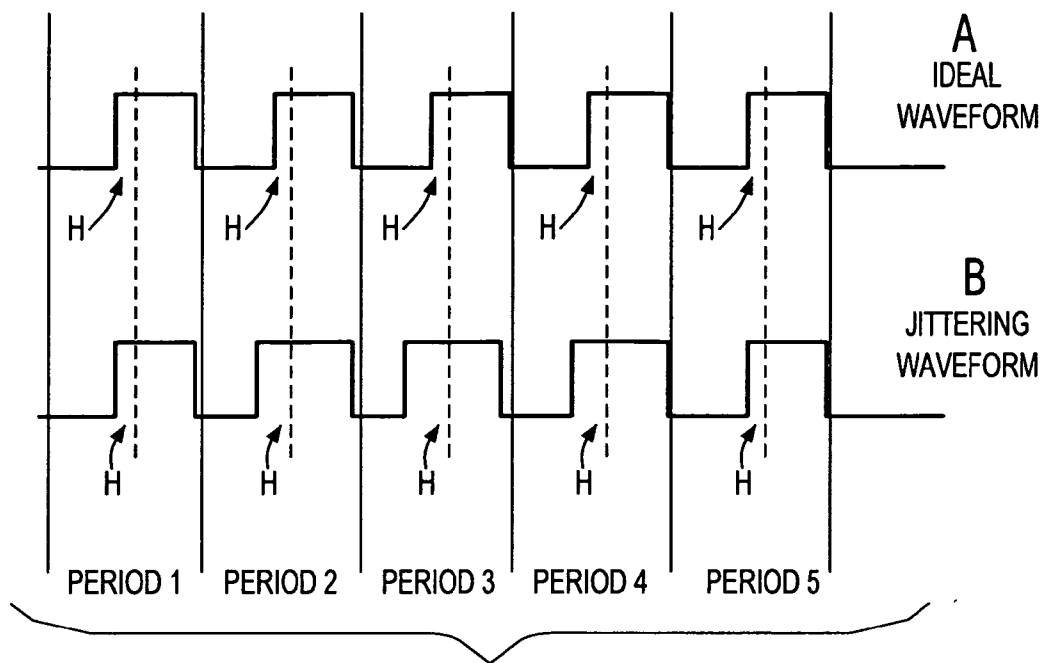 A
IDEAL
WAVEFORM
H H H H H
B
JITTERING
WAVEFORM
H H H H H
PERIOD 1 PERIOD 2 PERIOD 3 PERIOD 4 PERIOD 5